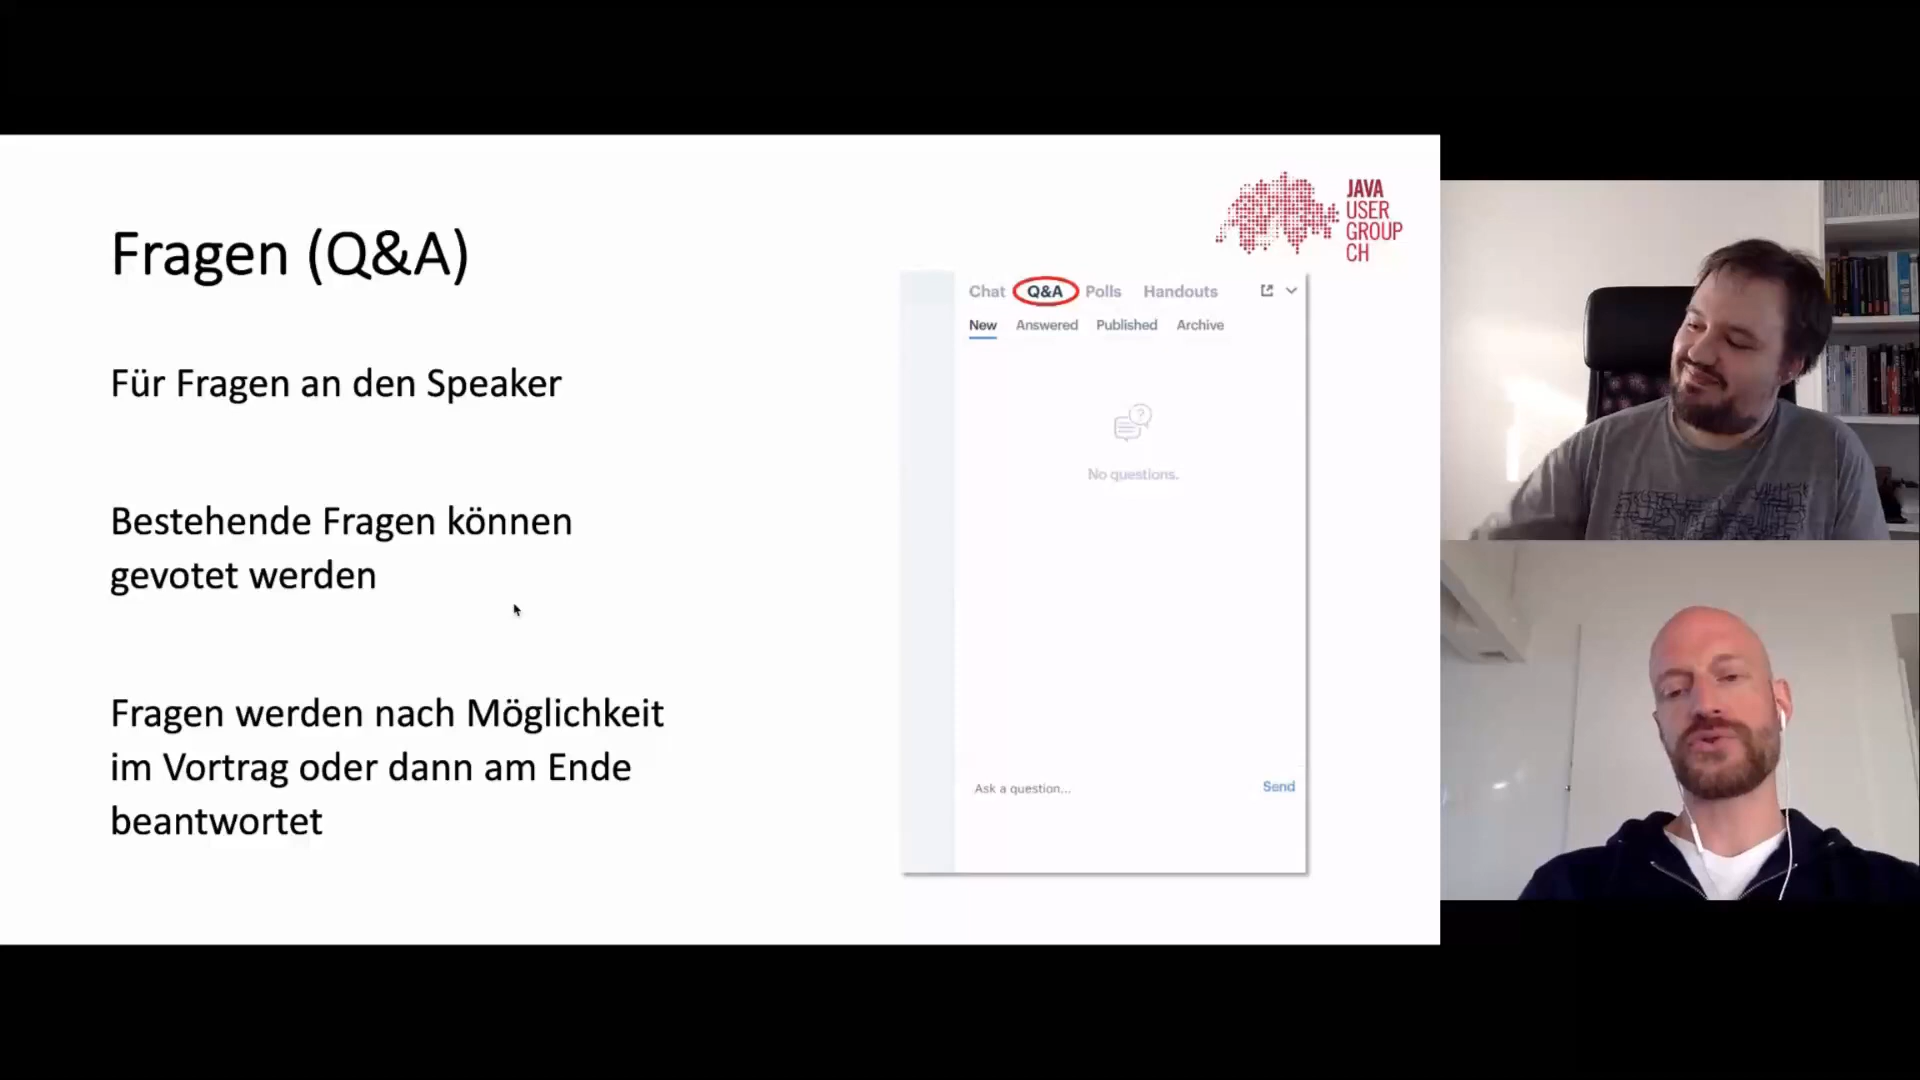 JAVA
USER
GROUP
CH
Fragen (Q&A)
Für Fragen an den Speaker
Bestehende Fragen können
gevotet werden
Fragen werden nach Möglichkeit
im Vortrag oder dann am Ende
beantwortet
Chat Q&A Polls Handouts
New Answered Published Archive
?
No questions.
Ask a question... Send